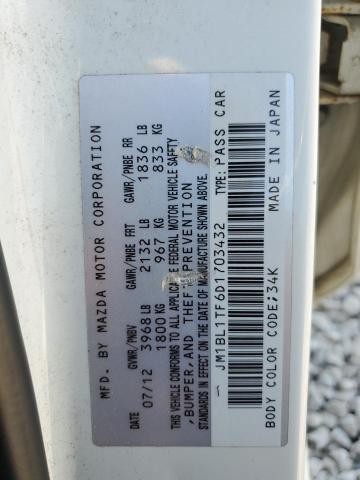 MFD. BY MAZDA MOTOR CORPORATION
DATE GVWR/PNBV GAWR/PNBE FRT GAWR/PNBE RR
07/12 3968 LB 2132 LB 1836 LB
1800 KG 967 KG 833 KG
THIS VEHICLE CONFORMS TO ALL APPLICABLE FEDERAL MOTOR VEHICLE SAFETY
,BUMPER, AND THEFT PREVENTION
STANDARDS IN EFFECT ON THE DATE OF MANUFACTURE SHOWN ABOVE.
JM1BL1TF6D1703432 TYPE: PASS CAR
BODY COLOR CODE;34K MADE IN JAPAN